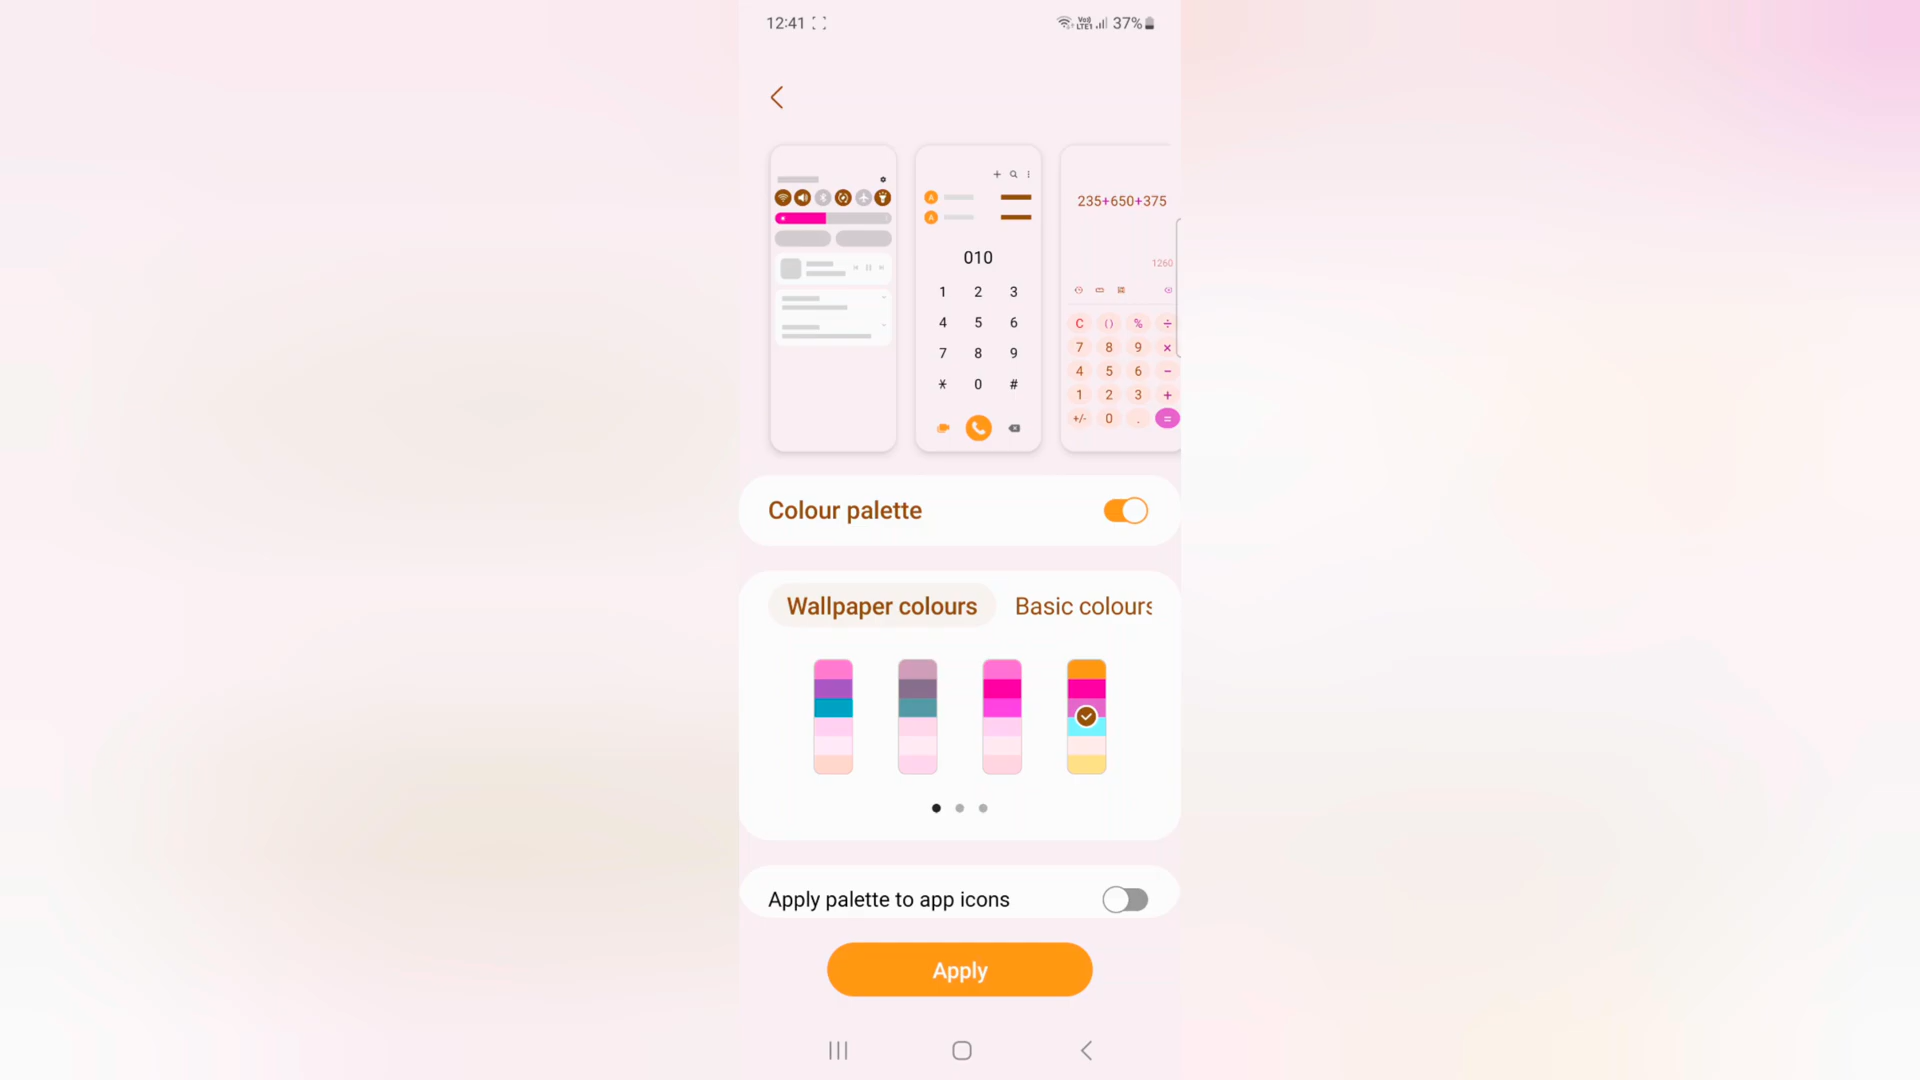 12:41
Vo) LTE1 37%
A
A
010
1 2 3
4 5 6
7 8 9
* 0 #
235+650+375
1260
C () % ÷
7 8 9 ×
4 5 6 −
1 2 3 +
+/- 0 . =
Colour palette
Wallpaper colours Basic colours
Apply palette to app icons
Apply